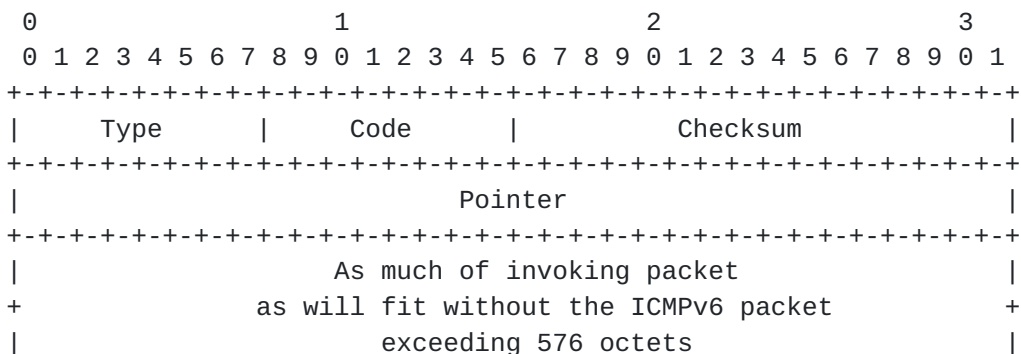 0                   1                   2                   3
 0 1 2 3 4 5 6 7 8 9 0 1 2 3 4 5 6 7 8 9 0 1 2 3 4 5 6 7 8 9 0 1
+-+-+-+-+-+-+-+-+-+-+-+-+-+-+-+-+-+-+-+-+-+-+-+-+-+-+-+-+-+-+-+-+
|     Type      |     Code      |          Checksum             |
+-+-+-+-+-+-+-+-+-+-+-+-+-+-+-+-+-+-+-+-+-+-+-+-+-+-+-+-+-+-+-+-+
|                            Pointer                            |
+-+-+-+-+-+-+-+-+-+-+-+-+-+-+-+-+-+-+-+-+-+-+-+-+-+-+-+-+-+-+-+-+
|                    As much of invoking packet                 |
+               as will fit without the ICMPv6 packet           +
|                       exceeding 576 octets                    |